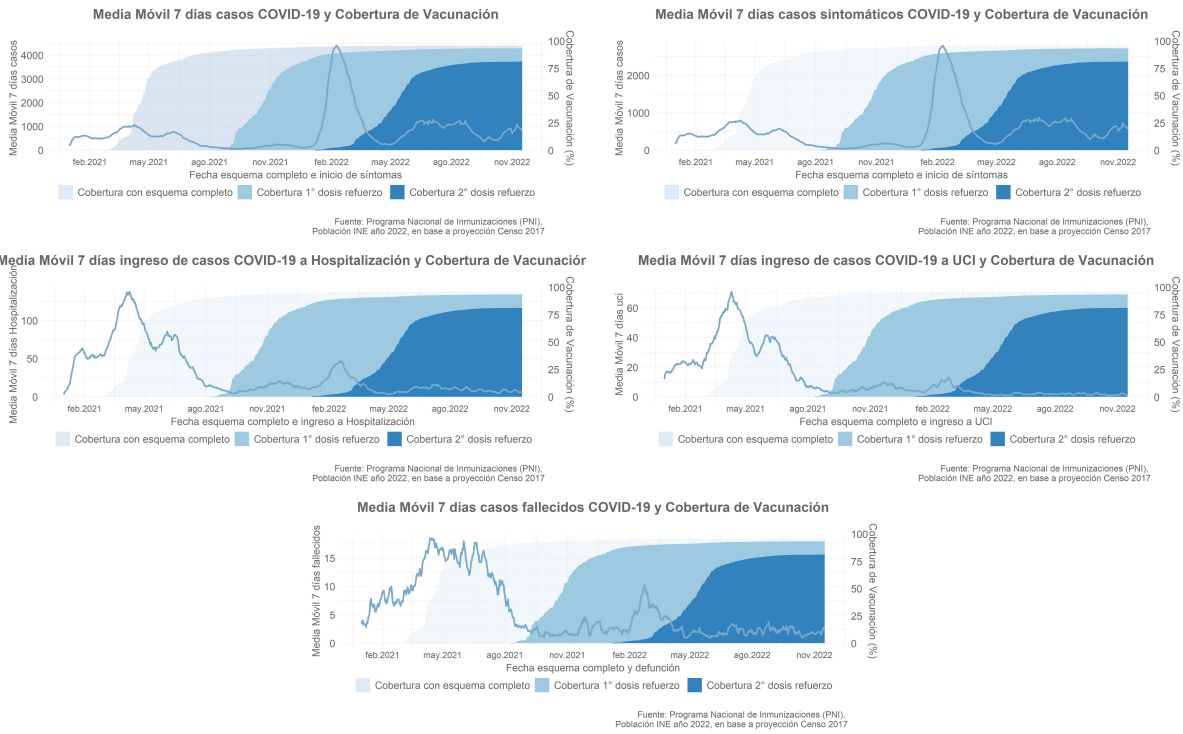 Media Móvil 7 días casos COVID-19 y Cobertura de Vacunación
Media Móvil 7 días casos
4000
3000
2000
1000
0
100
75
50
25
0
Cobertura de Vacunación (%)
feb.2021 may.2021 ago.2021 nov.2021 feb.2022 may.2022 ago.2022 nov.2022
Fecha esquema completo e inicio de síntomas
Cobertura con esquema completo Cobertura 1° dosis refuerzo Cobertura 2° dosis refuerzo
Fuente: Programa Nacional de Inmunizaciones (PNI),
Población INE año 2022, en base a proyección Censo 2017
Media Móvil 7 días casos sintomáticos COVID-19 y Cobertura de Vacunación
Media Móvil 7 días casos
2000
1000
0
100
75
50
25
0
Cobertura de Vacunación (%)
feb.2021 may.2021 ago.2021 nov.2021 feb.2022 may.2022 ago.2022 nov.2022
Fecha esquema completo e inicio de síntomas
Cobertura con esquema completo Cobertura 1° dosis refuerzo Cobertura 2° dosis refuerzo
Fuente: Programa Nacional de Inmunizaciones (PNI),
Población INE año 2022, en base a proyección Censo 2017
Media Móvil 7 días ingreso de casos COVID-19 a Hospitalización y Cobertura de Vacunación
Media Móvil 7 días Hospitalización
100
50
0
100
75
50
25
0
Cobertura de Vacunación (%)
feb.2021 may.2021 ago.2021 nov.2021 feb.2022 may.2022 ago.2022 nov.2022
Fecha esquema completo e ingreso a Hospitalización
Cobertura con esquema completo Cobertura 1° dosis refuerzo Cobertura 2° dosis refuerzo
Fuente: Programa Nacional de Inmunizaciones (PNI),
Población INE año 2022, en base a proyección Censo 2017
Media Móvil 7 días ingreso de casos COVID-19 a UCI y Cobertura de Vacunación
Media Móvil 7 días uci
60
40
20
0
100
75
50
25
0
Cobertura de Vacunación (%)
feb.2021 may.2021 ago.2021 nov.2021 feb.2022 may.2022 ago.2022 nov.2022
Fecha esquema completo e ingreso a UCI
Cobertura con esquema completo Cobertura 1° dosis refuerzo Cobertura 2° dosis refuerzo
Fuente: Programa Nacional de Inmunizaciones (PNI),
Población INE año 2022, en base a proyección Censo 2017
Media Móvil 7 días casos fallecidos COVID-19 y Cobertura de Vacunación
Media Móvil 7 días fallecidos
15
10
5
0
100
75
50
25
0
Cobertura de Vacunación (%)
feb.2021 may.2021 ago.2021 nov.2021 feb.2022 may.2022 ago.2022 nov.2022
Fecha esquema completo y defunción
Cobertura con esquema completo Cobertura 1° dosis refuerzo Cobertura 2° dosis refuerzo
Fuente: Programa Nacional de Inmunizaciones (PNI),
Población INE año 2022, en base a proyección Censo 2017